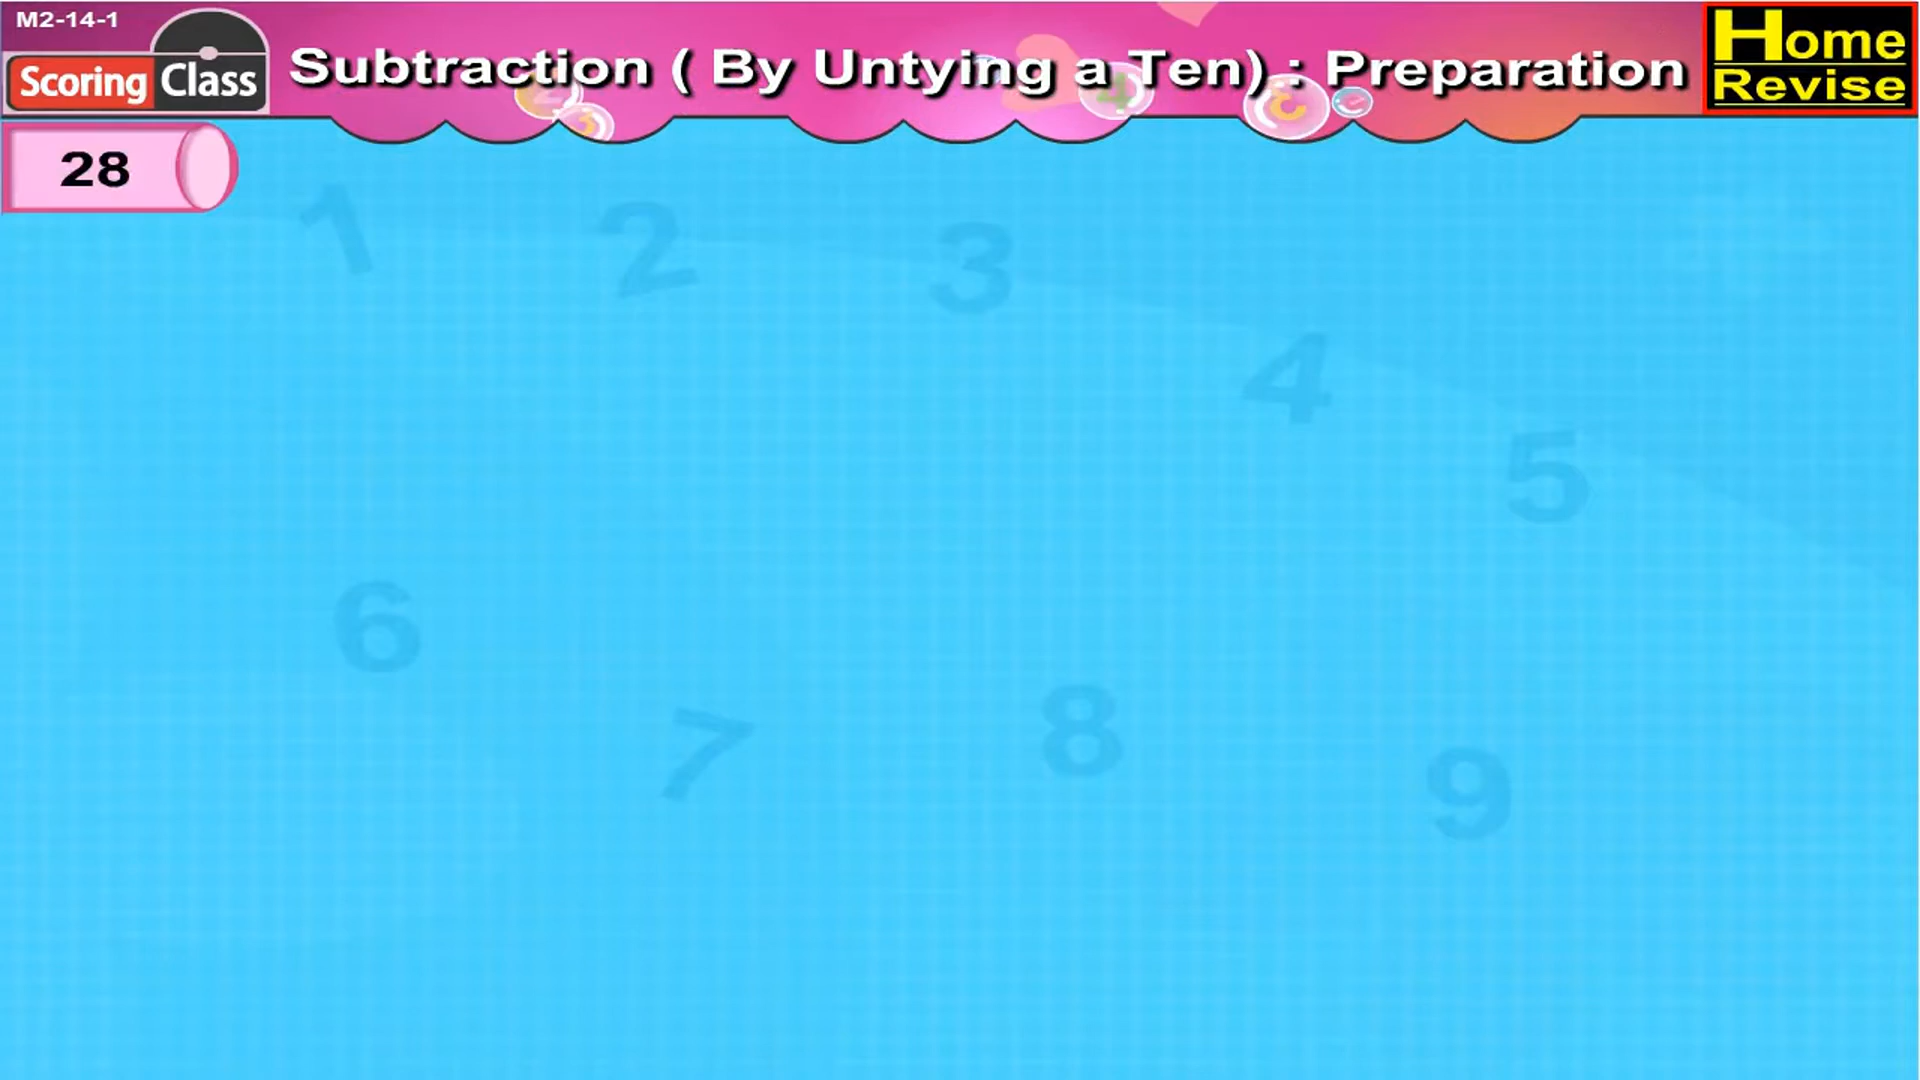 M2-14-1
Scoring Class
Subtraction ( By Untying a Ten) : Preparation
Home
Revise
28
1
2
3
4
5
6
7
8
9